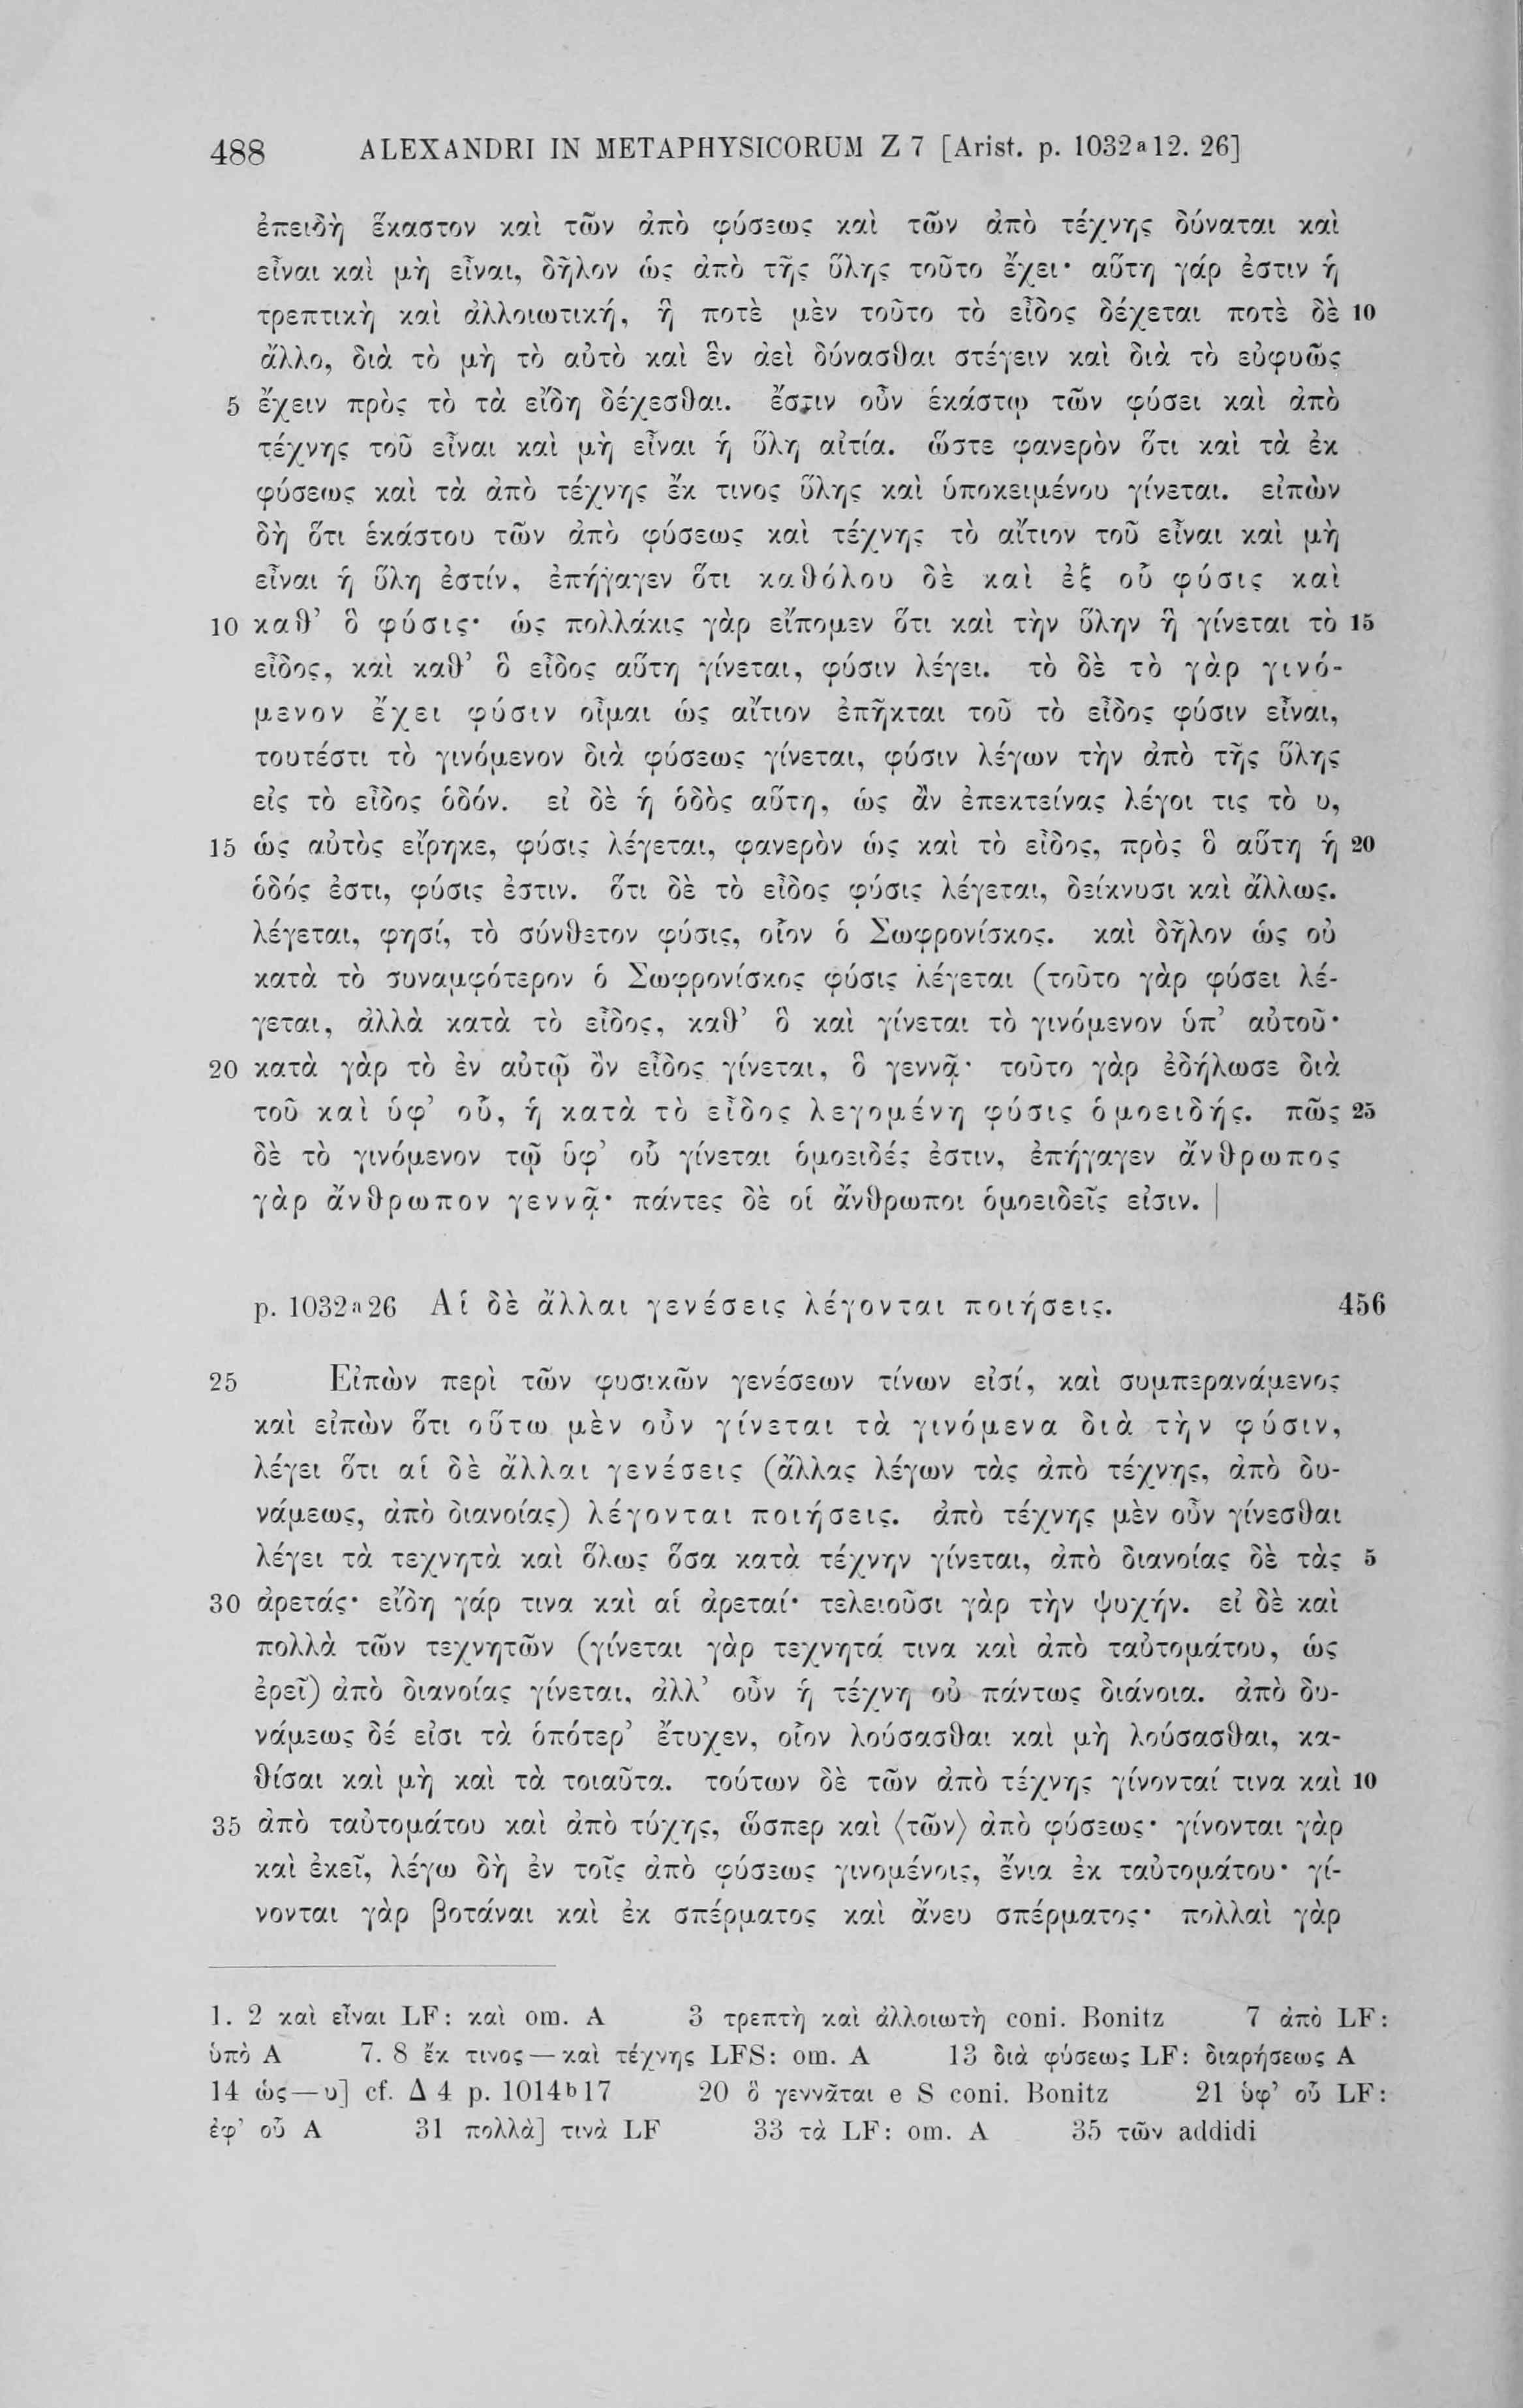 488 ALEXANDRI IN METAPHYSICORUM Z 7 [Arist. p. 1032 a 12. 26]
ἐπειδὴ ἕκαστον καὶ τῶν ἀπὸ φύσεως καὶ τῶν ἀπὸ τέχνης δύναται καὶ
εἶναι καὶ μὴ εἶναι, δῆλον ὡς ἀπὸ τῆς ὕλης τοῦτο ἔχει· αὕτη γάρ ἐστιν ἡ
τρεπτικὴ καὶ ἀλλοιωτική, ἣ ποτὲ μὲν τοῦτο τὸ εἶδος δέχεται ποτὲ δὲ 10
ἄλλο, διὰ τὸ μὴ τὸ αὐτὸ καὶ ἓν ἀεὶ δύνασθαι στέγειν καὶ διὰ τὸ εὐφυῶς
5 ἔχειν πρὸς τὸ τὰ εἴδη δέχεσθαι. ἔστιν οὖν ἑκάστῳ τῶν φύσει καὶ ἀπὸ
τέχνης τοῦ εἶναι καὶ μὴ εἶναι ἡ ὕλη αἰτία. ὥστε φανερὸν ὅτι καὶ τὰ ἐκ
φύσεως καὶ τὰ ἀπὸ τέχνης ἔκ τινος ὕλης καὶ ὑποκειμένου γίνεται. εἰπὼν
δὴ ὅτι ἑκάστου τῶν ἀπὸ φύσεως καὶ τέχνης τὸ αἴτιον τοῦ εἶναι καὶ μὴ
εἶναι ἡ ὕλη ἐστίν, ἐπήγαγεν ὅτι καθόλου δὲ καὶ ἐξ οὗ φύσις καὶ
10 καθ’ ὃ φύσις· ὡς πολλάκις γὰρ εἴπομεν ὅτι καὶ τὴν ὕλην ἣ γίνεται τὸ 15
εἶδος, καὶ καθ’ ὃ εἶδος αὕτη γίνεται, φύσιν λέγει. τὸ δὲ τὸ γὰρ γινό-
μενον ἔχει φύσιν οἶμαι ὡς αἴτιον ἐπῆκται τοῦ τὸ εἶδος φύσιν εἶναι,
τουτέστι τὸ γινόμενον διὰ φύσεως γίνεται, φύσιν λέγων τὴν ἀπὸ τῆς ὕλης
εἰς τὸ εἶδος ὁδόν. εἰ δὲ ἡ ὁδὸς αὕτη, ὡς ἂν ἐπεκτείνας λέγοι τις τὸ υ,
15 ὡς αὐτὸς εἴρηκε, φύσις λέγεται, φανερὸν ὡς καὶ τὸ εἶδος, πρὸς ὃ αὕτη ἡ 20
ὁδός ἐστι, φύσις ἐστιν. ὅτι δὲ τὸ εἶδος φύσις λέγεται, δείκνυσι καὶ ἄλλως.
λέγεται, φησί, τὸ σύνθετον φύσις, οἷον ὁ Σωφρονίσκος. καὶ δῆλον ὡς οὐ
κατὰ τὸ συναμφότερον ὁ Σωφρονίσκος φύσις λέγεται (τοῦτο γὰρ φύσει λέ-
γεται, ἀλλὰ κατὰ τὸ εἶδος, καθ’ ὃ καὶ γίνεται τὸ γινόμενον ὑπ’ αὐτοῦ·
20 κατὰ γὰρ τὸ ἐν αὐτῷ ὂν εἶδος γίνεται, ὃ γεννᾷ· τοῦτο γὰρ ἐδήλωσε διὰ
τοῦ καὶ ὑφ’ οὗ, ἡ κατὰ τὸ εἶδος λεγομένη φύσις ὁμοειδής. πῶς 25
δὲ τὸ γινόμενον τῷ ὑφ’ οὗ γίνεται ὁμοειδές ἐστιν, ἐπήγαγεν ἄνθρωπος
γὰρ ἄνθρωπον γεννᾷ· πάντες δὲ οἱ ἄνθρωποι ὁμοειδεῖς εἰσιν. |
p. 1032 a 26 Αἱ δὲ ἄλλαι γενέσεις λέγονται ποιήσεις. 456
25 Εἰπὼν περὶ τῶν φυσικῶν γενέσεων τίνων εἰσί, καὶ συμπερανάμενος
καὶ εἰπὼν ὅτι οὕτω μὲν οὖν γίνεται τὰ γινόμενα διὰ τὴν φύσιν,
λέγει ὅτι αἱ δὲ ἄλλαι γενέσεις (ἄλλας λέγων τὰς ἀπὸ τέχνης, ἀπὸ δυ-
νάμεως, ἀπὸ διανοίας) λέγονται ποιήσεις. ἀπὸ τέχνης μὲν οὖν γίνεσθαι
λέγει τὰ τεχνητὰ καὶ ὅλως ὅσα κατὰ τέχνην γίνεται, ἀπὸ διανοίας δὲ τὰς 5
30 ἀρετάς· εἴδη γάρ τινα καὶ αἱ ἀρεταί· τελειοῦσι γὰρ τὴν ψυχήν. εἰ δὲ καὶ
πολλὰ τῶν τεχνητῶν (γίνεται γὰρ τεχνητά τινα καὶ ἀπὸ ταὐτομάτου, ὡς
ἐρεῖ) ἀπὸ διανοίας γίνεται, ἀλλ’ οὖν ἡ τέχνη οὐ πάντως διάνοια. ἀπὸ δυ-
νάμεως δέ εἰσι τὰ ὁπότερ’ ἔτυχεν, οἷον λούσασθαι καὶ μὴ λούσασθαι, κα-
θίσαι καὶ μὴ καὶ τὰ τοιαῦτα. τούτων δὲ τῶν ἀπὸ τέχνης γίνονταί τινα καὶ 10
35 ἀπὸ ταὐτομάτου καὶ ἀπὸ τύχης, ὥσπερ καὶ ⟨τῶν⟩ ἀπὸ φύσεως· γίνονται γὰρ
καὶ ἐκεῖ, λέγω δὴ ἐν τοῖς ἀπὸ φύσεως γινομένοις, ἔνια ἐκ ταὐτομάτου· γί-
νονται γὰρ βοτάναι καὶ ἐκ σπέρματος καὶ ἄνευ σπέρματος· πολλαὶ γὰρ
1. 2 καὶ εἶναι LF: καὶ om. A 3 τρεπτὴ καὶ ἀλλοιωτὴ coni. Bonitz 7 ἀπὸ LF:
ὑπὸ A 7. 8 ἔκ τινος — καὶ τέχνης LFS: om. A 13 διὰ φύσεως LF: διαρήσεως A
14 ὡς — υ] cf. Δ 4 p. 1014 b 17 20 ὃ γεννᾶται e S coni. Bonitz 21 ὑφ’ οὗ LF:
ἐφ’ οὗ A 31 πολλὰ] τινὰ LF 33 τὰ LF: om. A 35 τῶν addidi